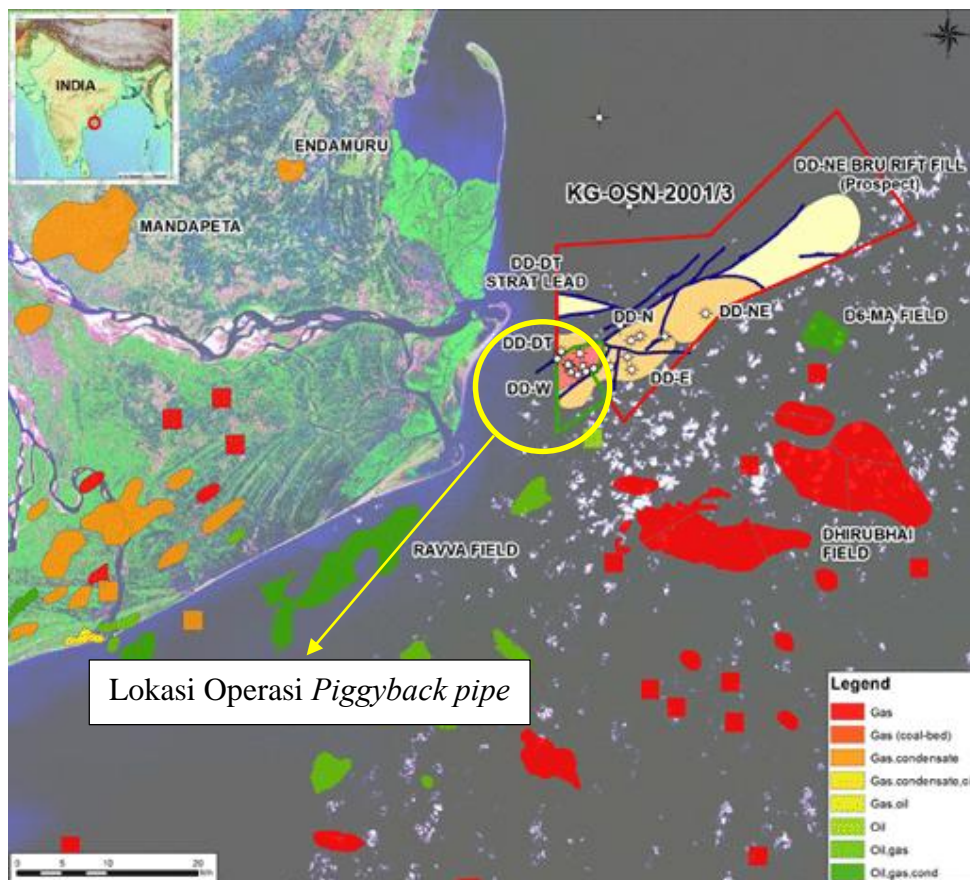 INDIA
ENDAMURU
MANDAPETA
KG-OSN-2001/3
DD-NE BRU RIFT FILL
(Prospect)
DD-DT
STRAT LEAD
DD-N
DD-NE
D6-MA FIELD
DD-DT
DD-W
DD-E
RAVVA FIELD
DHIRUBHAI
FIELD
Lokasi Operasi Piggyback pipe
Legend
Gas
Gas (coal-bed)
Gas.condensate
Gas.condensate,oi
Gas.oil
Oil
Oil,gas
Oil,gas,cond
0 5 10 20
km